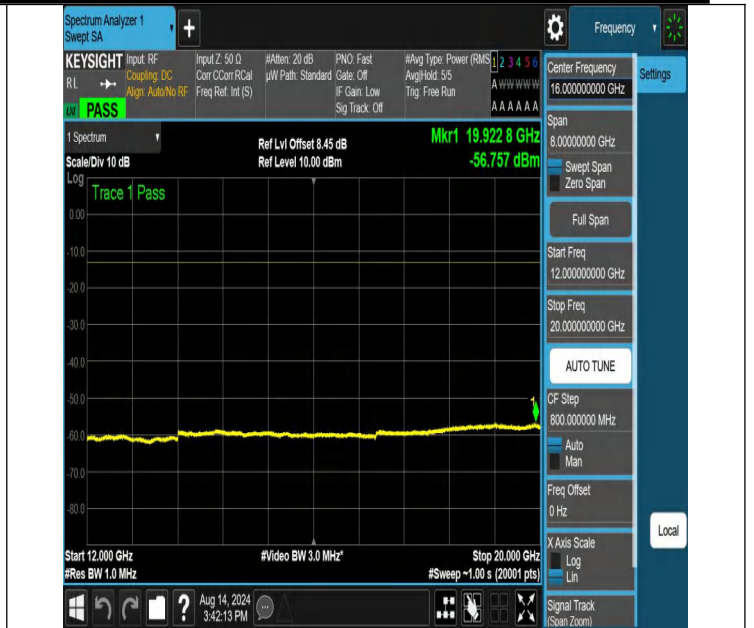 Spectrum Analyzer 1
Swept SA
+
Frequency
KEYSIGHT
RL
LXI
PASS
Input: RF
Coupling: DC
Align: Auto/No RF
Input Z: 50 Ω
Corr CCorr RCal
Freq Ref: Int (S)
#Atten: 20 dB
µW Path: Standard
PNO: Fast
Gate: Off
IF Gain: Low
Sig Track: Off
#Avg Type: Power (RMS
Avg|Hold: 5/5
Trig: Free Run
1 2 3 4 5 6
A W W W W W
A A A A A A
Center Frequency
16.000000000 GHz
Settings
1 Spectrum
Scale/Div 10 dB
Ref Lvl Offset 8.45 dB
Ref Level 10.00 dBm
Mkr1 19.922 8 GHz
-56.757 dBm
Log
Trace 1 Pass
0.00
-10.0
-20.0
-30.0
-40.0
-50.0
-60.0
-70.0
-80.0
1
Start 12.000 GHz
#Res BW 1.0 MHz
#Video BW 3.0 MHz*
Stop 20.000 GHz
#Sweep ~1.00 s (20001 pts)
Span
8.00000000 GHz
Swept Span
Zero Span
Full Span
Start Freq
12.000000000 GHz
Stop Freq
20.000000000 GHz
AUTO TUNE
CF Step
800.000000 MHz
Auto
Man
Freq Offset
0 Hz
X Axis Scale
Log
Lin
Local
Signal Track
(Span Zoom)
?
Aug 14, 2024
3:42:13 PM